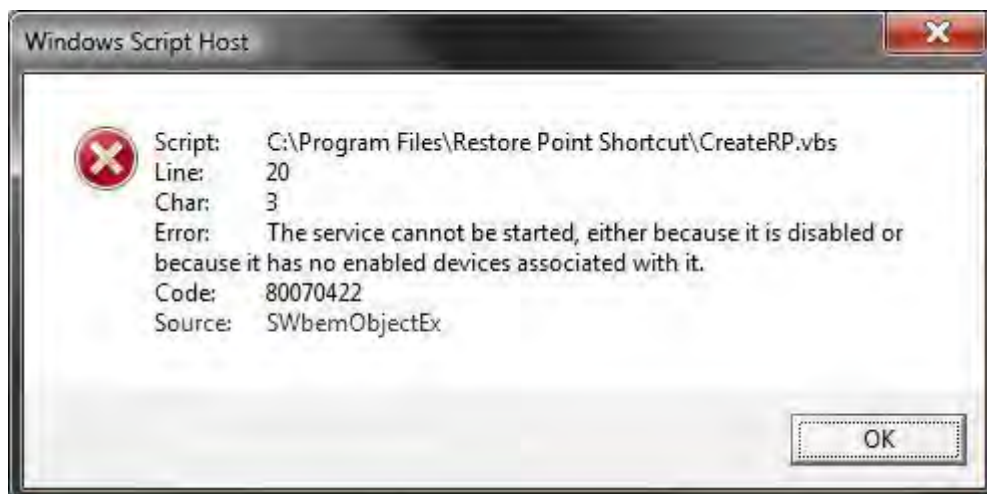 Windows Script Host
Script: C:\Program Files\Restore Point Shortcut\CreateRP.vbs
Line: 20
Char: 3
Error: The service cannot be started, either because it is disabled or
because it has no enabled devices associated with it.
Code: 80070422
Source: SWbemObjectEx
OK